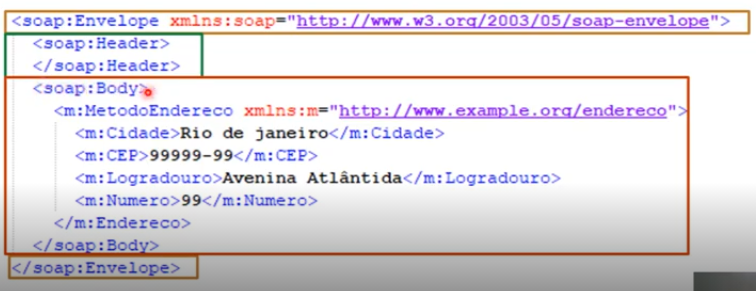 <soap:Envelope xmlns:soap="http://www.w3.org/2003/05/soap-envelope">
<soap:Header>
</soap:Header>
<soap:Body>
<m:MetodoEndereco xmlns:m="http://www.example.org/endereco">
<m:Cidade>Rio de janeiro</m:Cidade>
<m:CEP>99999-99</m:CEP>
<m:Logradouro>Avenina Atlântida</m:Logradouro>
<m:Numero>99</m:Numero>
</m:Endereco>
</soap:Body>
</soap:Envelope>